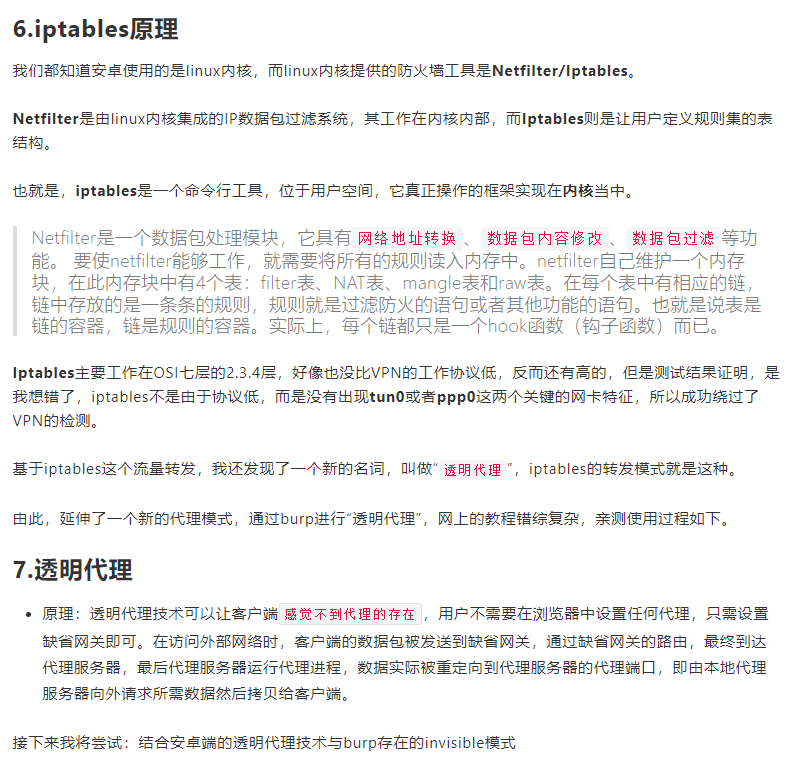 6.iptables原理
我们都知道安卓使用的是linux内核，而linux内核提供的防火墙工具是Netfilter/Iptables。
Netfilter是由linux内核集成的IP数据包过滤系统，其工作在内核内部，而Iptables则是让用户定义规则集的表
结构。
也就是，iptables是一个命令行工具，位于用户空间，它真正操作的框架实现在内核当中。
Netfilter是一个数据包处理模块，它具有 网络地址转换 、 数据包内容修改 、 数据包过滤 等功
能。 要使netfilter能够工作，就需要将所有的规则读入内存中。netfilter自己维护一个内存
块，在此内存块中有4个表：filter表、NAT表、mangle表和raw表。在每个表中有相应的链，
链中存放的是一条条的规则，规则就是过滤防火的语句或者其他功能的语句。也就是说表是
链的容器，链是规则的容器。实际上，每个链都只是一个hook函数（钩子函数）而已。
Iptables主要工作在OSI七层的2.3.4层，好像也没比VPN的工作协议低，反而还有高的，但是测试结果证明，是
我想错了，iptables不是由于协议低，而是没有出现tun0或者ppp0这两个关键的网卡特征，所以成功绕过了
VPN的检测。
基于iptables这个流量转发，我还发现了一个新的名词，叫做“ 透明代理 ”，iptables的转发模式就是这种。
由此，延伸了一个新的代理模式，通过burp进行“透明代理”，网上的教程错综复杂，亲测使用过程如下。
7.透明代理
• 原理：透明代理技术可以让客户端 感觉不到代理的存在 ，用户不需要在浏览器中设置任何代理，只需设置
缺省网关即可。在访问外部网络时，客户端的数据包被发送到缺省网关，通过缺省网关的路由，最终到达
代理服务器，最后代理服务器运行代理进程，数据实际被重定向到代理服务器的代理端口，即由本地代理
服务器向外请求所需数据然后拷贝给客户端。
接下来我将尝试：结合安卓端的透明代理技术与burp存在的invisible模式